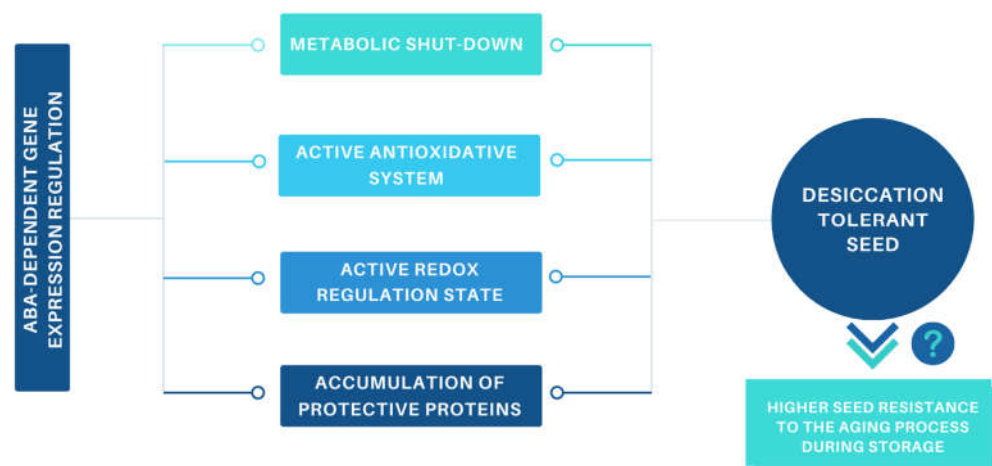 ABA-DEPENDENT GENE
EXPRESSION REGULATION
METABOLIC SHUT-DOWN
ACTIVE ANTIOXIDATIVE
SYSTEM
ACTIVE REDOX
REGULATION STATE
ACCUMULATION OF
PROTECTIVE PROTEINS
DESICCATION
TOLERANT
SEED
?
HIGHER SEED RESISTANCE
TO THE AGING PROCESS
DURING STORAGE